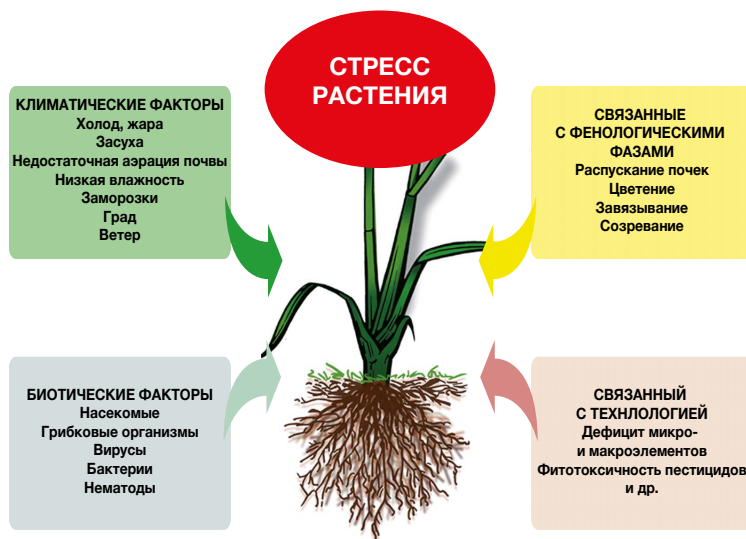 СТРЕСС
РАСТЕНИЯ
КЛИМАТИЧЕСКИЕ ФАКТОРЫ
Холод, жара
Засуха
Недостаточная аэрация почвы
Низкая влажность
Заморозки
Град
Ветер
СВЯЗАННЫЕ
С ФЕНОЛОГИЧЕСКИМИ
ФАЗАМИ
Распускание почек
Цветение
Завязывание
Созревание
БИОТИЧЕСКИЕ ФАКТОРЫ
Насекомые
Грибковые организмы
Вирусы
Бактерии
Нематоды
СВЯЗАННЫЙ
С ТЕХНЛОЛОГИЕЙ
Дефицит микро-
и макроэлементов
Фитотоксичность пестицидов
и др.